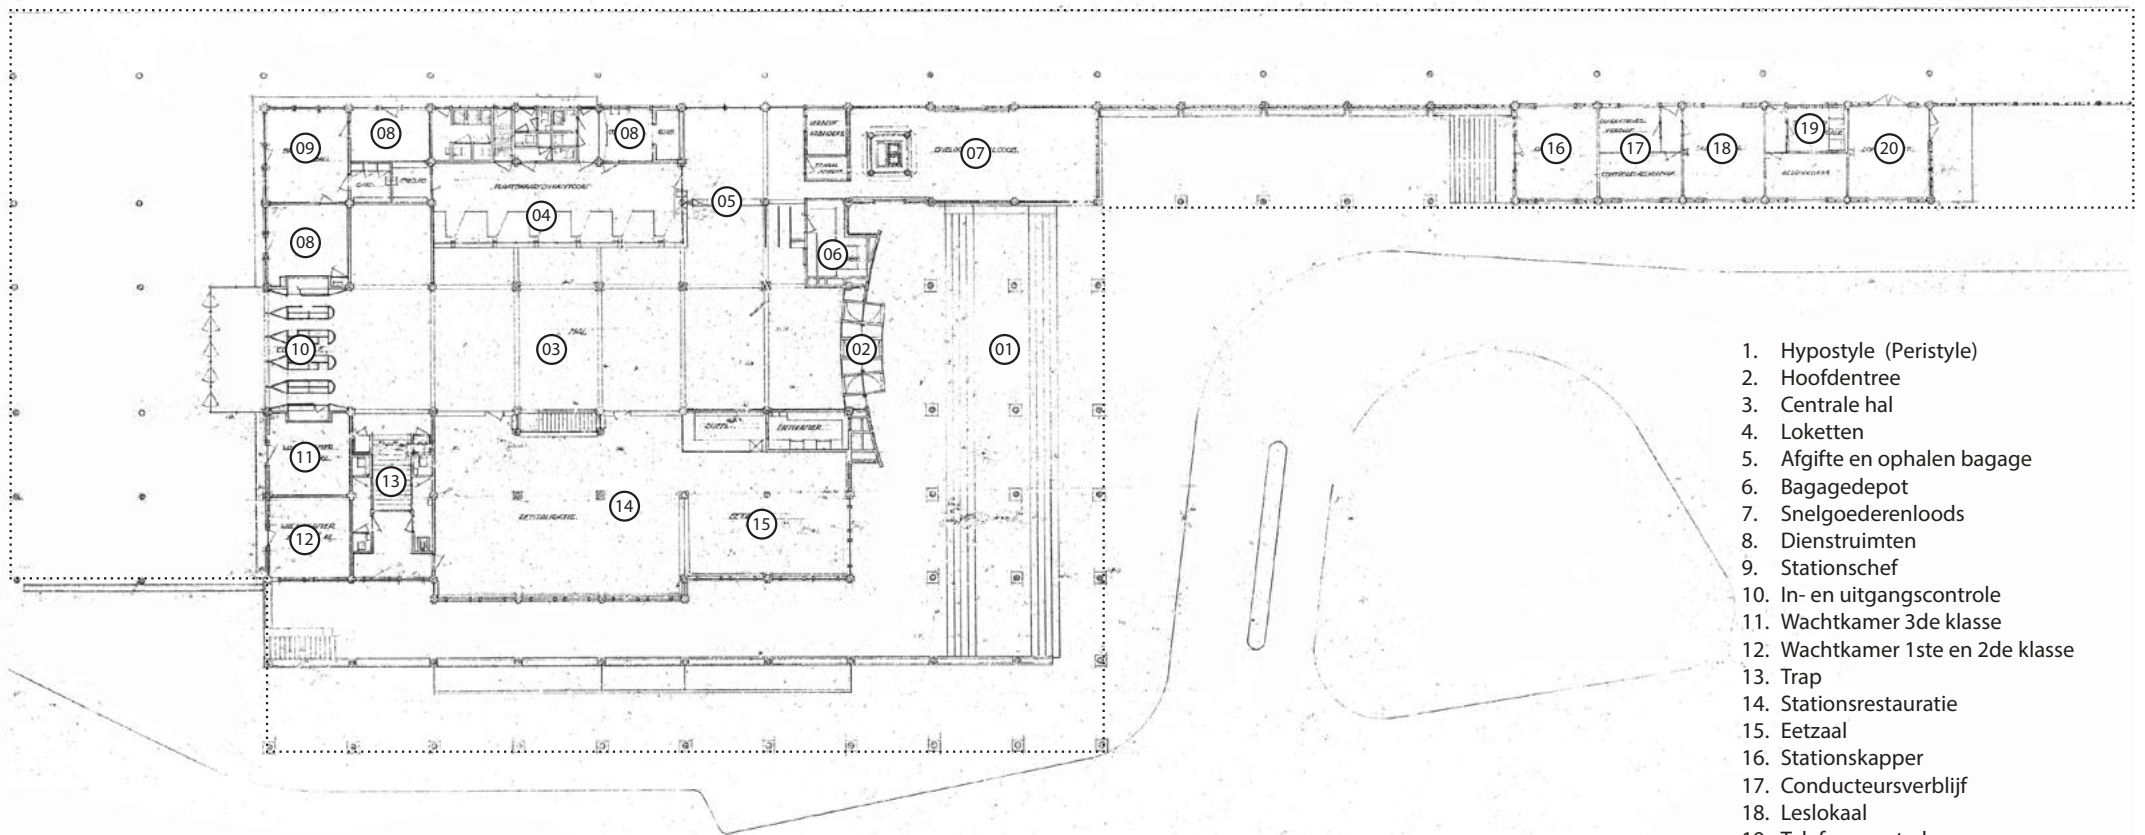 09
08
08
07
16
17
18
19
20
05
04
08
06
HAL
10
03
02
01
11
13
14
15
12
1. Hypostyle (Peristyle)
2. Hoofdentree
3. Centrale hal
4. Loketten
5. Afgifte en ophalen bagage
6. Bagagedepot
7. Snelgoederenloods
8. Dienstruimten
9. Stationschef
10. In- en uitgangscontrole
11. Wachtkamer 3de klasse
12. Wachtkamer 1ste en 2de klasse
13. Trap
14. Stationsrestauratie
15. Eetzaal
16. Stationskapper
17. Conducteursverblijf
18. Leslokaal